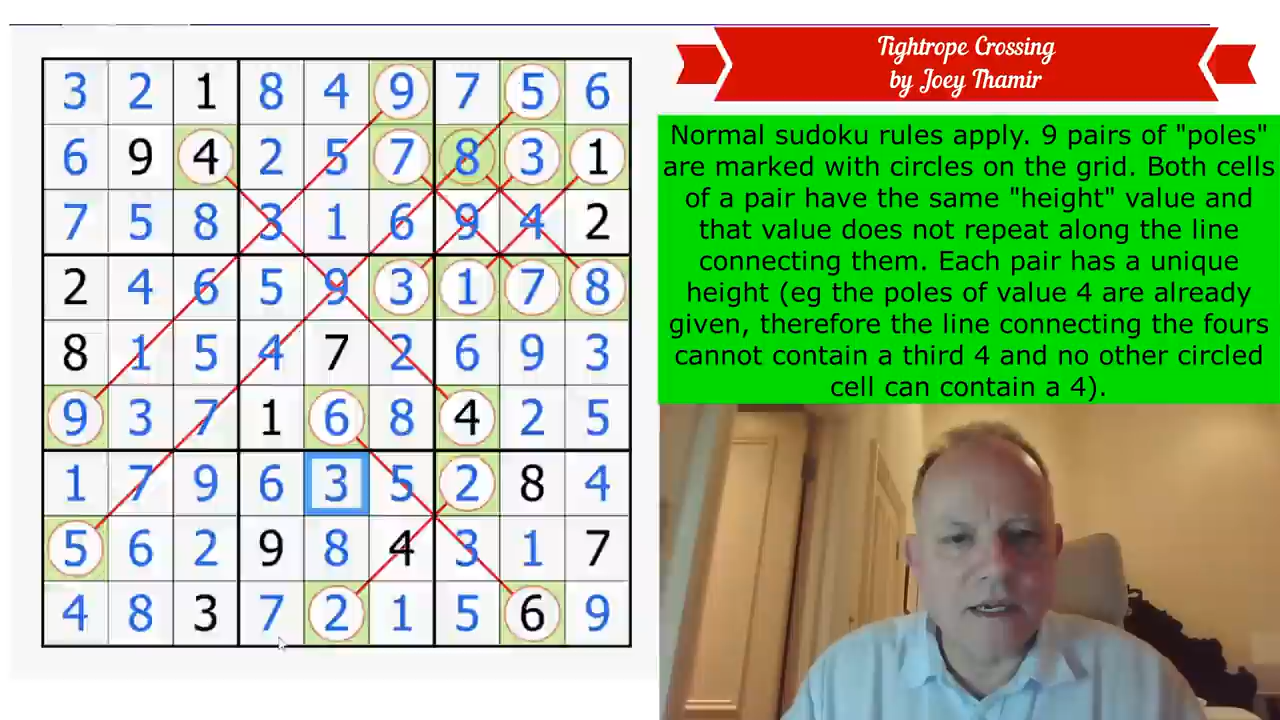 Tightrope Crossing
by Joey Thamir
Normal sudoku rules apply. 9 pairs of "poles"
are marked with circles on the grid. Both cells
of a pair have the same "height" value and
that value does not repeat along the line
connecting them. Each pair has a unique
height (eg the poles of value 4 are already
given, therefore the line connecting the fours
cannot contain a third 4 and no other circled
cell can contain a 4).
3 2 1 8 4 9 7 5 6
6 9 4 2 5 7 8 3 1
7 5 8 3 1 6 9 4 2
2 4 6 5 9 3 1 7 8
8 1 5 4 7 2 6 9 3
9 3 7 1 6 8 4 2 5
1 7 9 6 3 5 2 8 4
5 6 2 9 8 4 3 1 7
4 8 3 7 2 1 5 6 9